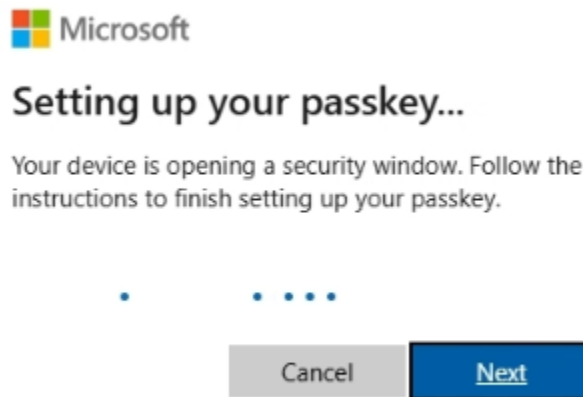 Microsoft
Setting up your passkey...
Your device is opening a security window. Follow the
instructions to finish setting up your passkey.
Cancel
Next